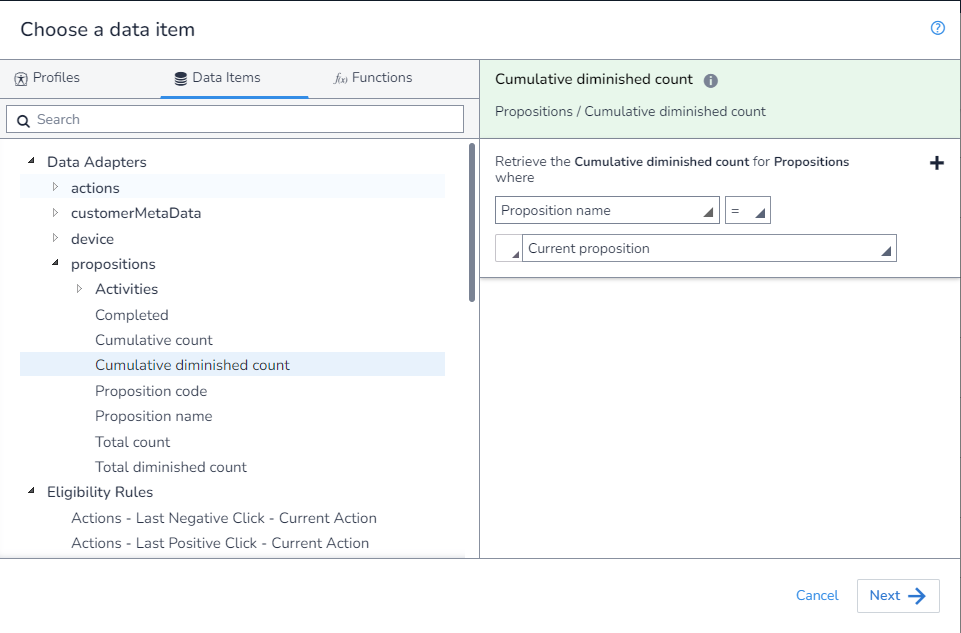 Choose a data item
?
Profiles
Data Items
f(x) Functions
Search
Data Adapters
actions
customerMetaData
device
propositions
Activities
Completed
Cumulative count
Cumulative diminished count
Proposition code
Proposition name
Total count
Total diminished count
Eligibility Rules
Actions - Last Negative Click - Current Action
Actions - Last Positive Click - Current Action
Cumulative diminished count i
Propositions / Cumulative diminished count
Retrieve the Cumulative diminished count for Propositions
where
Proposition name =
Current proposition
Cancel Next